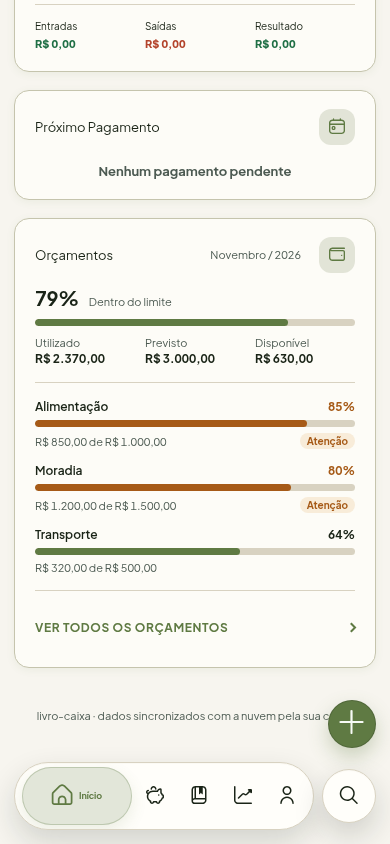 Entradas Saídas Resultado
R$ 0,00 R$ 0,00 R$ 0,00
Próximo Pagamento
Nenhum pagamento pendente
Orçamentos Novembro / 2026
79% Dentro do limite
Utilizado Previsto Disponível
R$ 2.370,00 R$ 3.000,00 R$ 630,00
Alimentação 85%
R$ 850,00 de R$ 1.000,00 Atenção
Moradia 80%
R$ 1.200,00 de R$ 1.500,00 Atenção
Transporte 64%
R$ 320,00 de R$ 500,00
VER TODOS OS ORÇAMENTOS
livro-caixa · dados sincronizados com a nuvem pela sua
Início